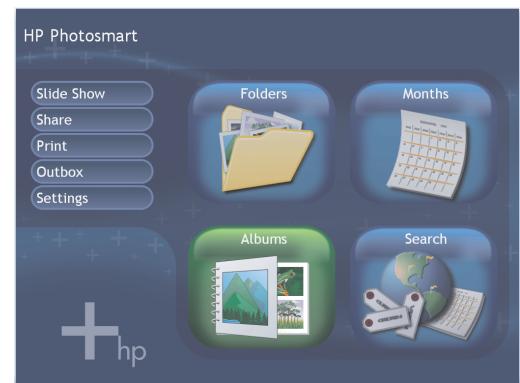 HP Photosmart
Slide Show
Share
Print
Outbox
Settings
Folders
Months
Albums
Search
hp